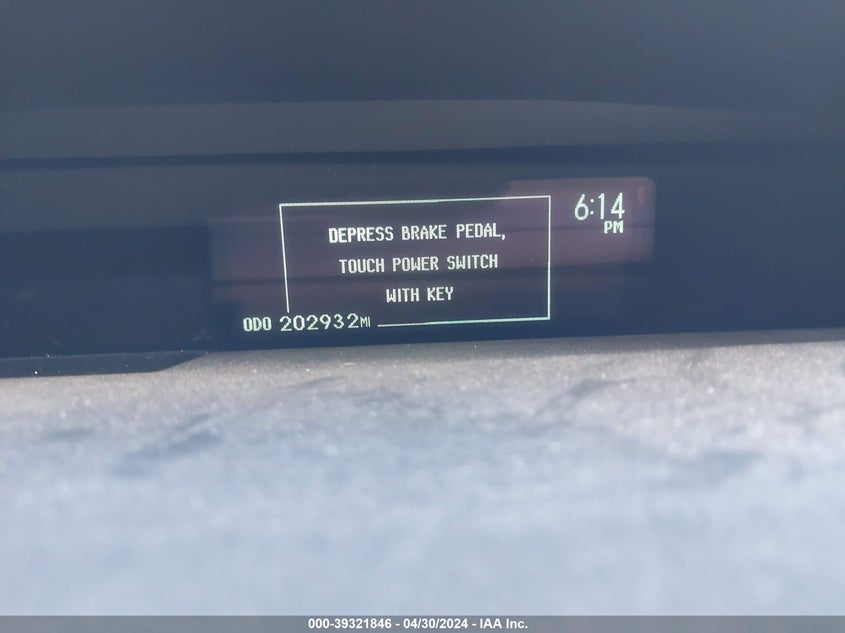 6:14
PM
DEPRESS BRAKE PEDAL,
TOUCH POWER SWITCH
WITH KEY
ODO 202932MI
000-39321846 - 04/30/2024 - IAA Inc.